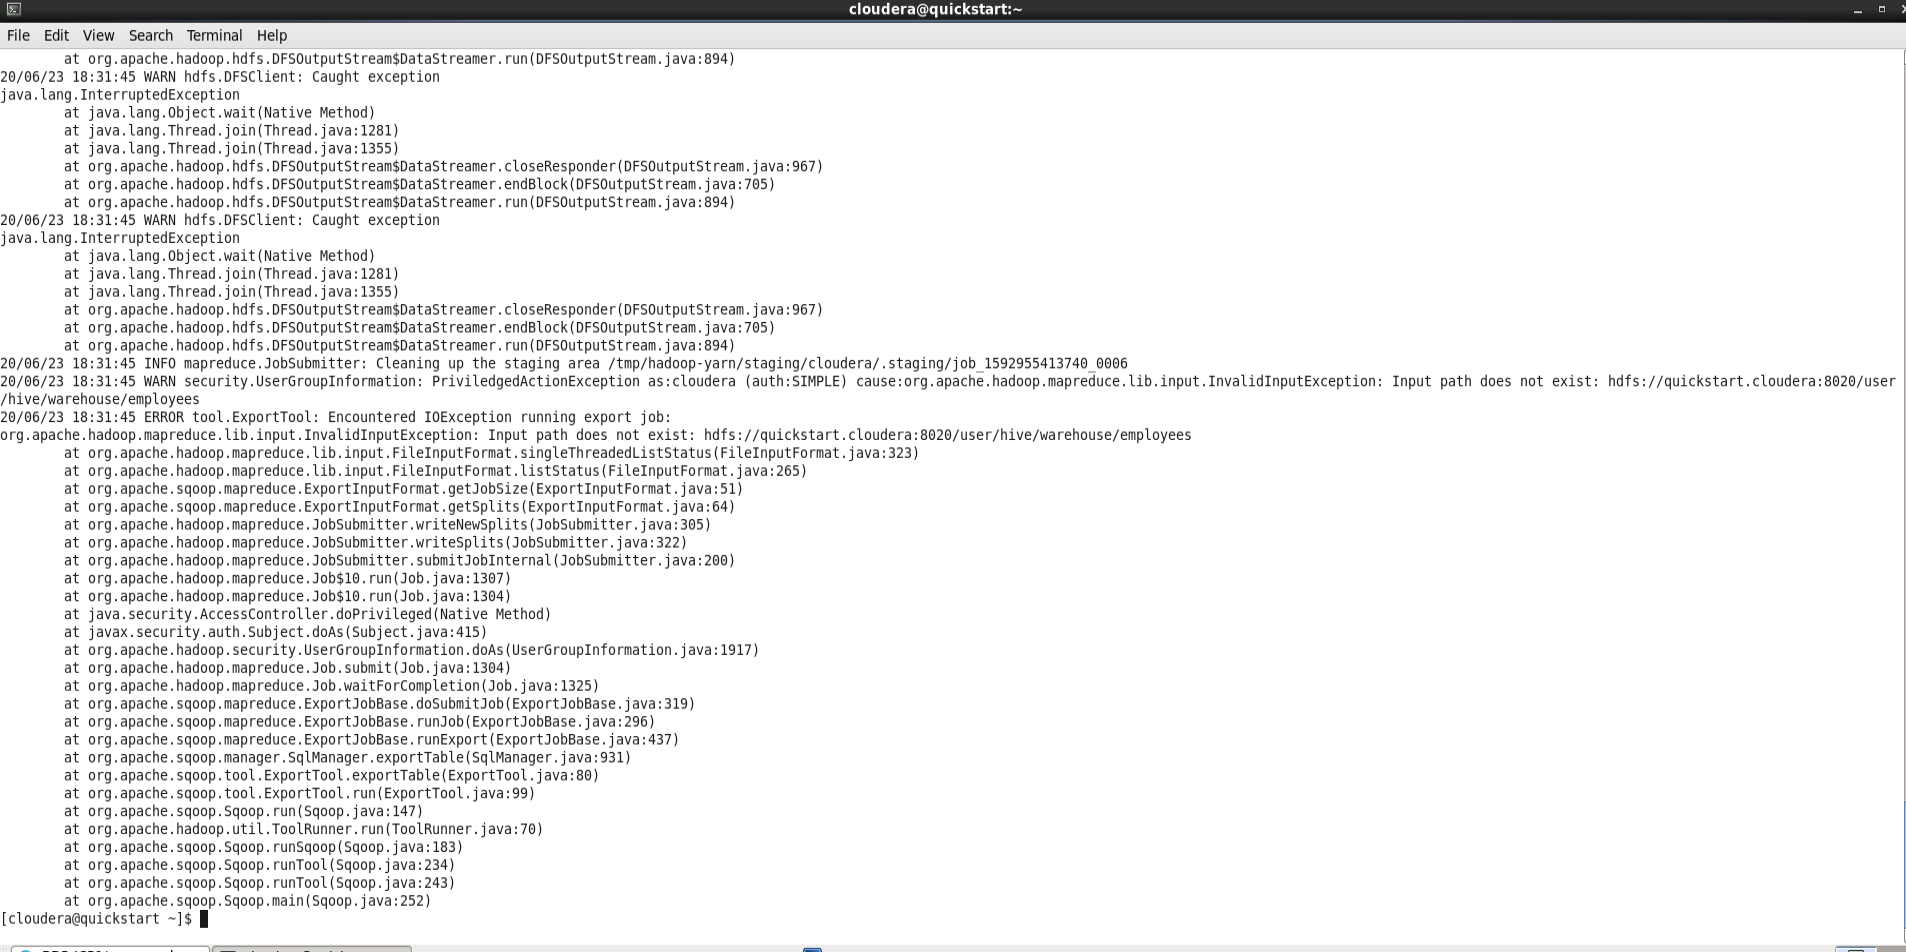 cloudera@quickstart:~
File Edit View Search Terminal Help
at org.apache.hadoop.hdfs.DFSOutputStream$DataStreamer.run(DFSOutputStream.java:894)
20/06/23 18:31:45 WARN hdfs.DFSClient: Caught exception
java.lang.InterruptedException
at java.lang.Object.wait(Native Method)
at java.lang.Thread.join(Thread.java:1281)
at java.lang.Thread.join(Thread.java:1355)
at org.apache.hadoop.hdfs.DFSOutputStream$DataStreamer.closeResponder(DFSOutputStream.java:967)
at org.apache.hadoop.hdfs.DFSOutputStream$DataStreamer.endBlock(DFSOutputStream.java:705)
at org.apache.hadoop.hdfs.DFSOutputStream$DataStreamer.run(DFSOutputStream.java:894)
20/06/23 18:31:45 WARN hdfs.DFSClient: Caught exception
java.lang.InterruptedException
at java.lang.Object.wait(Native Method)
at java.lang.Thread.join(Thread.java:1281)
at java.lang.Thread.join(Thread.java:1355)
at org.apache.hadoop.hdfs.DFSOutputStream$DataStreamer.closeResponder(DFSOutputStream.java:967)
at org.apache.hadoop.hdfs.DFSOutputStream$DataStreamer.endBlock(DFSOutputStream.java:705)
at org.apache.hadoop.hdfs.DFSOutputStream$DataStreamer.run(DFSOutputStream.java:894)
20/06/23 18:31:45 INFO mapreduce.JobSubmitter: Cleaning up the staging area /tmp/hadoop-yarn/staging/cloudera/.staging/job_1592955413740_0006
20/06/23 18:31:45 WARN security.UserGroupInformation: PriviledgedActionException as:cloudera (auth:SIMPLE) cause:org.apache.hadoop.mapreduce.lib.input.InvalidInputException: Input path does not exist: hdfs://quickstart.cloudera:8020/user
/hive/warehouse/employees
20/06/23 18:31:45 ERROR tool.ExportTool: Encountered IOException running export job:
org.apache.hadoop.mapreduce.lib.input.InvalidInputException: Input path does not exist: hdfs://quickstart.cloudera:8020/user/hive/warehouse/employees
at org.apache.hadoop.mapreduce.lib.input.FileInputFormat.singleThreadedListStatus(FileInputFormat.java:323)
at org.apache.hadoop.mapreduce.lib.input.FileInputFormat.listStatus(FileInputFormat.java:265)
at org.apache.sqoop.mapreduce.ExportInputFormat.getJobSize(ExportInputFormat.java:51)
at org.apache.sqoop.mapreduce.ExportInputFormat.getSplits(ExportInputFormat.java:64)
at org.apache.hadoop.mapreduce.JobSubmitter.writeNewSplits(JobSubmitter.java:305)
at org.apache.hadoop.mapreduce.JobSubmitter.writeSplits(JobSubmitter.java:322)
at org.apache.hadoop.mapreduce.JobSubmitter.submitJobInternal(JobSubmitter.java:200)
at org.apache.hadoop.mapreduce.Job$10.run(Job.java:1307)
at org.apache.hadoop.mapreduce.Job$10.run(Job.java:1304)
at java.security.AccessController.doPrivileged(Native Method)
at javax.security.auth.Subject.doAs(Subject.java:415)
at org.apache.hadoop.security.UserGroupInformation.doAs(UserGroupInformation.java:1917)
at org.apache.hadoop.mapreduce.Job.submit(Job.java:1304)
at org.apache.hadoop.mapreduce.Job.waitForCompletion(Job.java:1325)
at org.apache.sqoop.mapreduce.ExportJobBase.doSubmitJob(ExportJobBase.java:319)
at org.apache.sqoop.mapreduce.ExportJobBase.runJob(ExportJobBase.java:296)
at org.apache.sqoop.mapreduce.ExportJobBase.runExport(ExportJobBase.java:437)
at org.apache.sqoop.manager.SqlManager.exportTable(SqlManager.java:931)
at org.apache.sqoop.tool.ExportTool.exportTable(ExportTool.java:80)
at org.apache.sqoop.tool.ExportTool.run(ExportTool.java:99)
at org.apache.sqoop.Sqoop.run(Sqoop.java:147)
at org.apache.hadoop.util.ToolRunner.run(ToolRunner.java:70)
at org.apache.sqoop.Sqoop.runSqoop(Sqoop.java:183)
at org.apache.sqoop.Sqoop.runTool(Sqoop.java:234)
at org.apache.sqoop.Sqoop.runTool(Sqoop.java:243)
at org.apache.sqoop.Sqoop.main(Sqoop.java:252)
[cloudera@quickstart ~]$